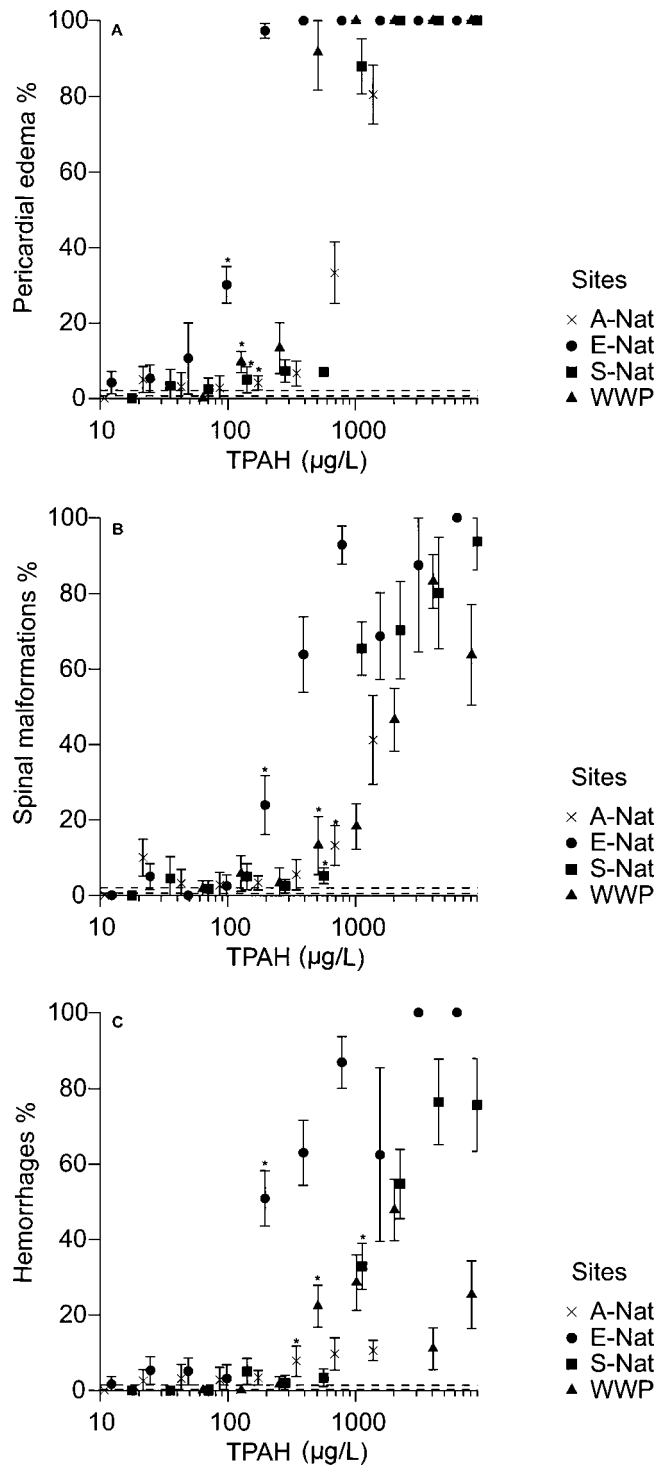 A
Pericardial edema %
100
80
60
40
20
0
10 100 1000
TPAH (µg/L)
Sites
A-Nat
E-Nat
S-Nat
WWP
* * * *
B
Spinal malformations %
100
80
60
40
20
0
10 100 1000
TPAH (µg/L)
Sites
A-Nat
E-Nat
S-Nat
WWP
* * * *
C
Hemorrhages %
100
80
60
40
20
0
10 100 1000
TPAH (µg/L)
Sites
A-Nat
E-Nat
S-Nat
WWP
* * * *